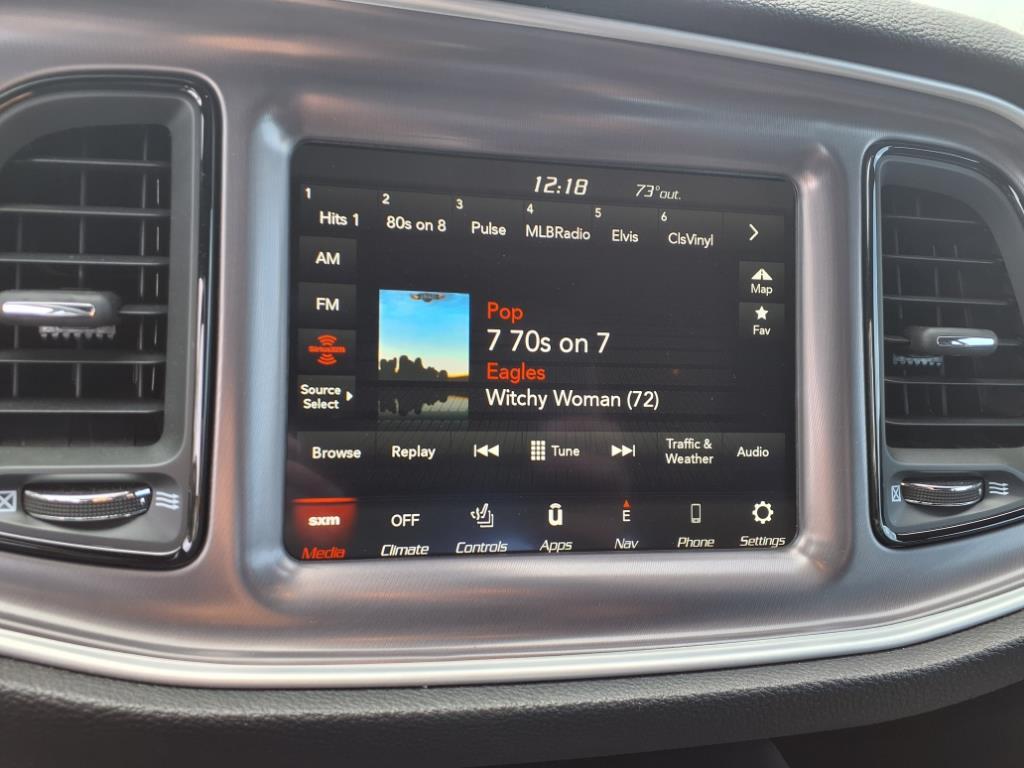 12:18
73°out.
1
Hits 1
2
80s on 8
3
Pulse
4
MLBRadio
5
Elvis
6
ClsVinyl
AM
FM
SiriusXM
Source
Select
Map
Fav
Pop
7 70s on 7
Eagles
Witchy Woman (72)
Browse
Replay
Tune
Traffic &
Weather
Audio
sxm
Media
OFF
Climate
Controls
ū
Apps
E
Nav
Phone
Settings